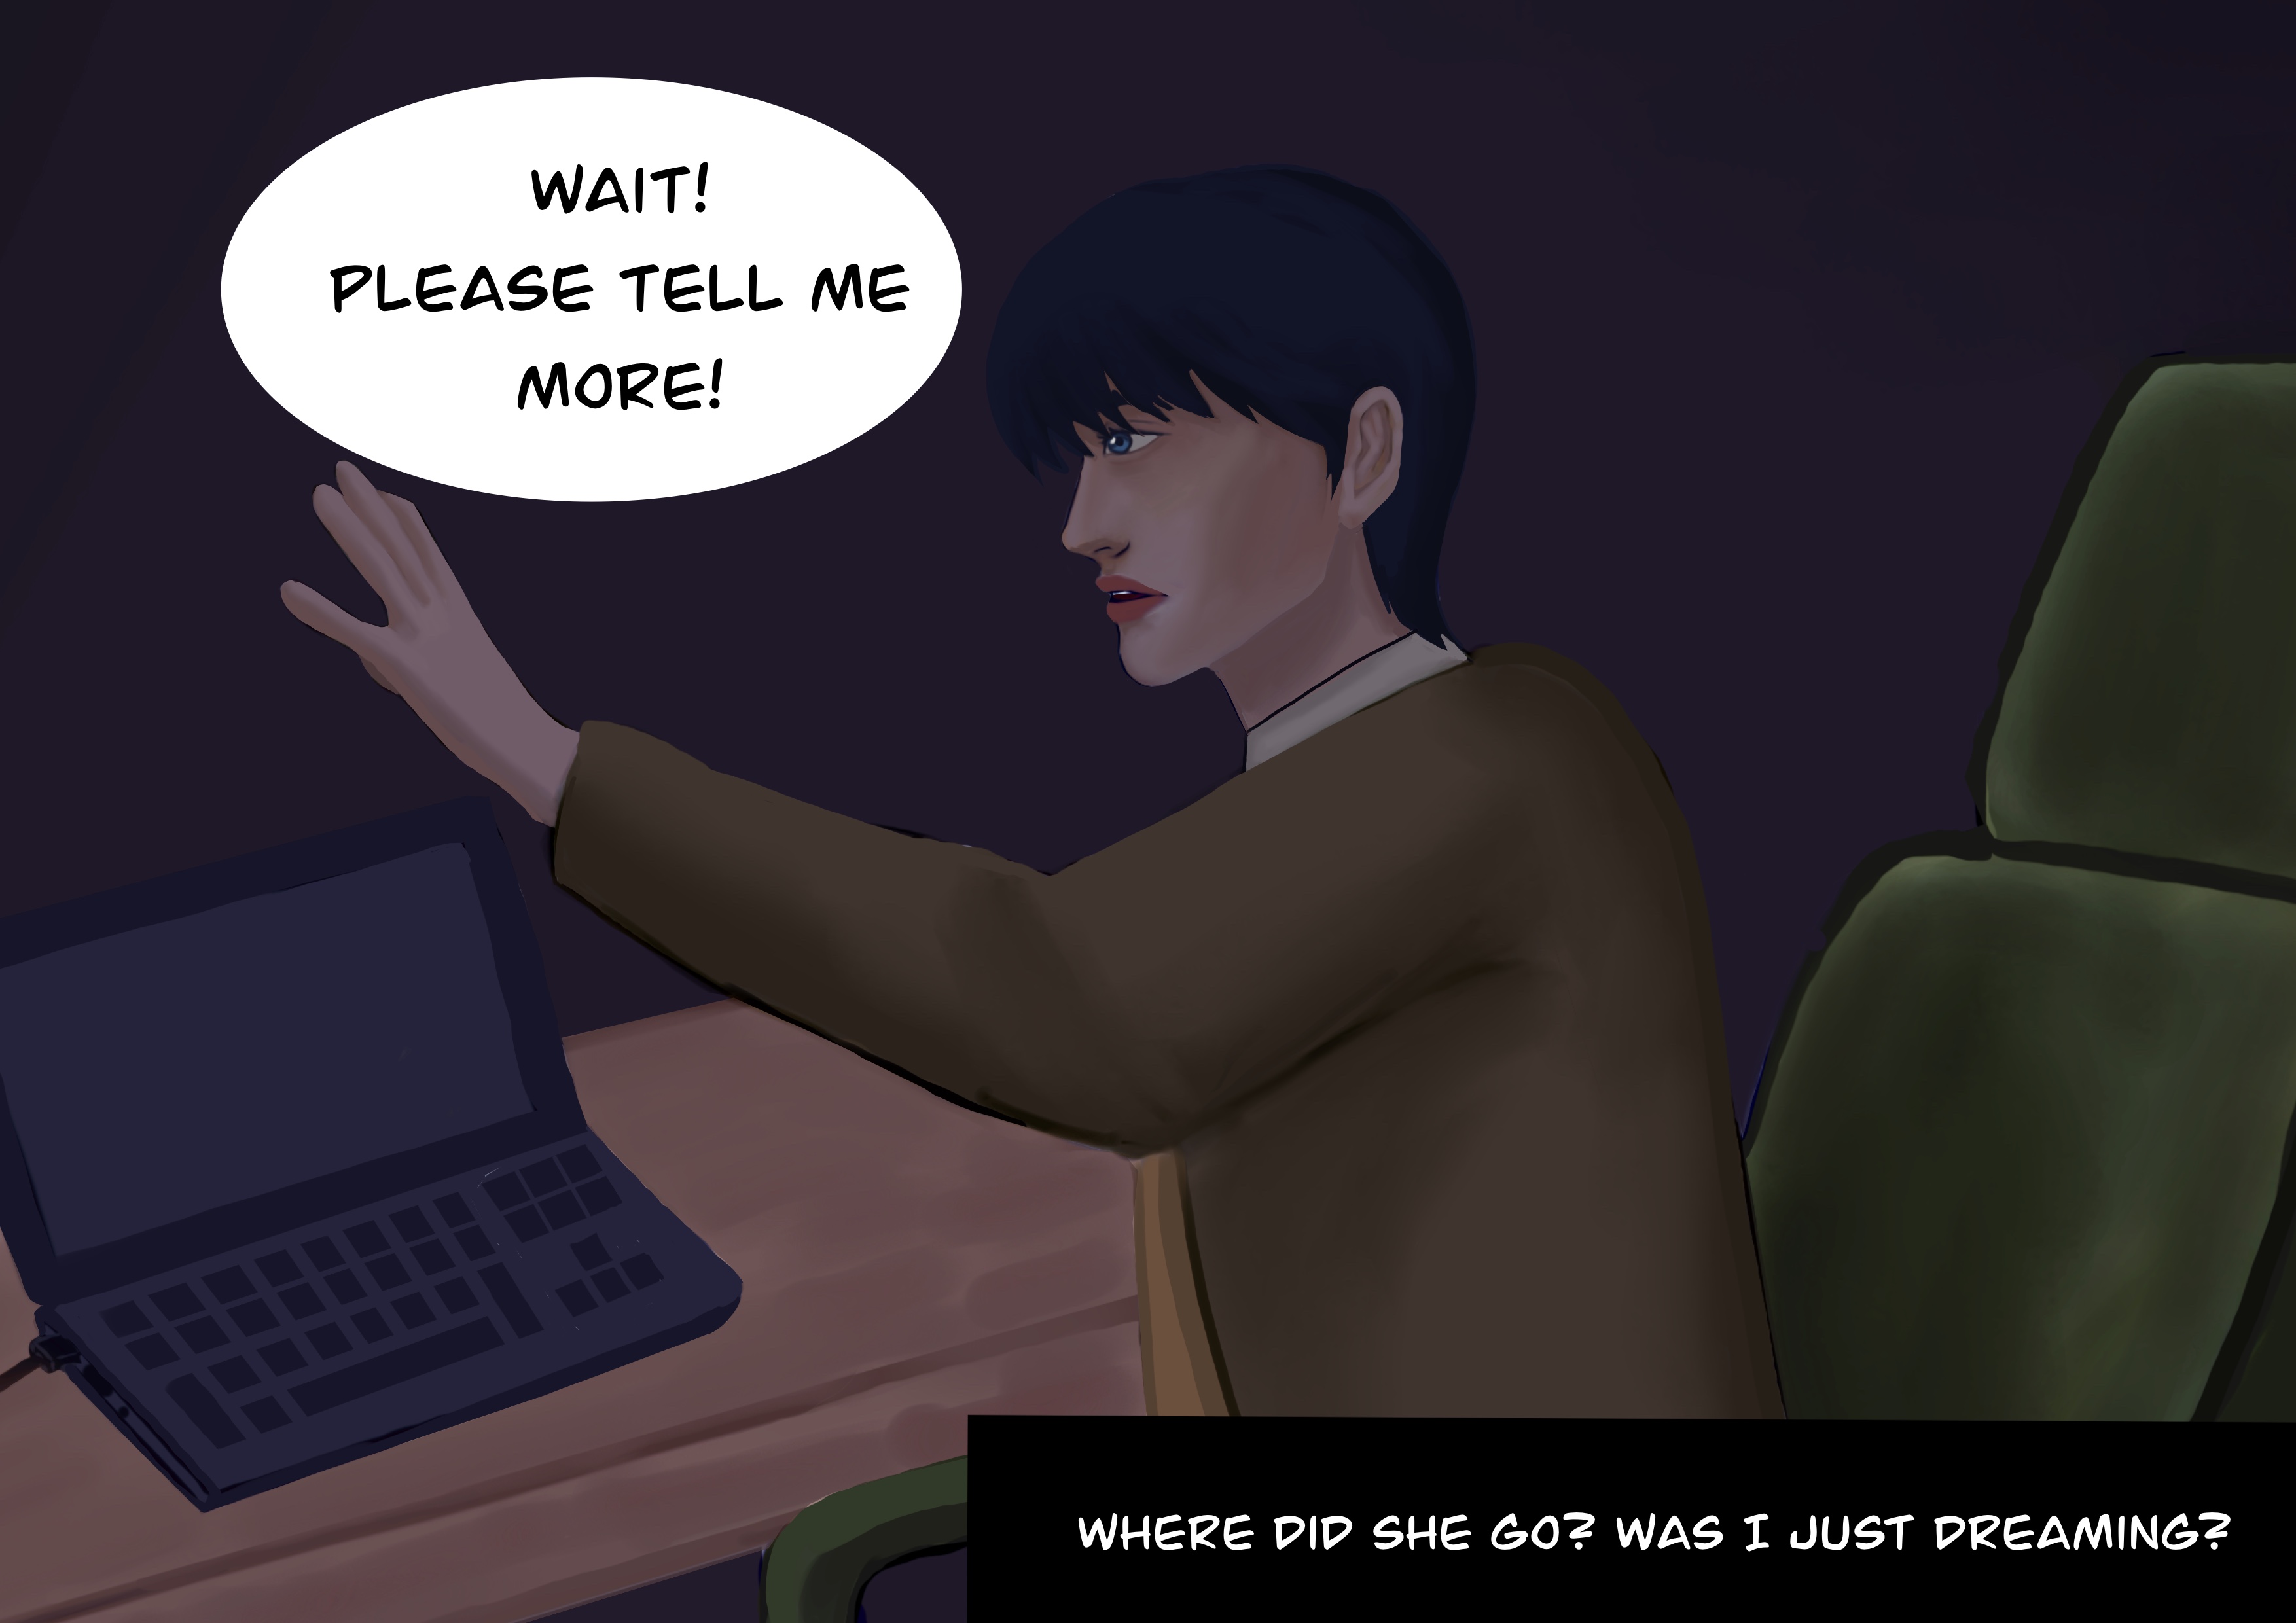 WAIT!
PLEASE TELL ME
MORE!
WHERE DID SHE GO? WAS I JUST DREAMING?